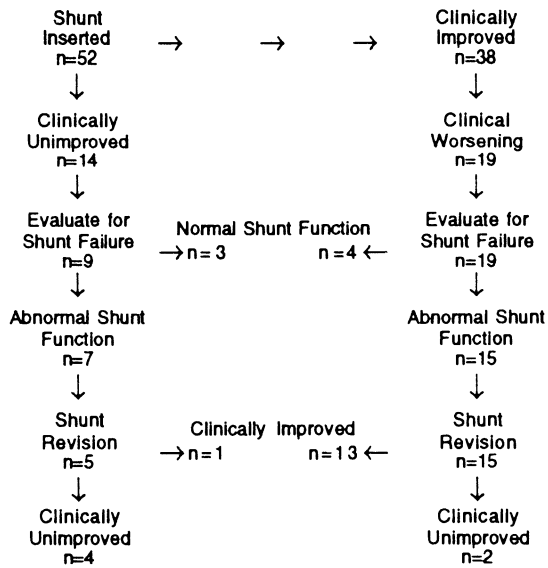 Shunt
Inserted
n=52
→ → →
Clinically
Improved
n=38
↓
↓
Clinically
Unimproved
n=14
Clinical
Worsening
n=19
↓
↓
Evaluate for
Shunt Failure
n=9
Normal Shunt Function
→ n=3 n=4 ←
Evaluate for
Shunt Failure
n=19
↓
↓
Abnormal Shunt
Function
n=7
Abnormal Shunt
Function
n=15
↓
↓
Shunt
Revision
n=5
Clinically Improved
→ n=1 n=13 ←
Shunt
Revision
n=15
↓
↓
Clinically
Unimproved
n=4
Clinically
Unimproved
n=2